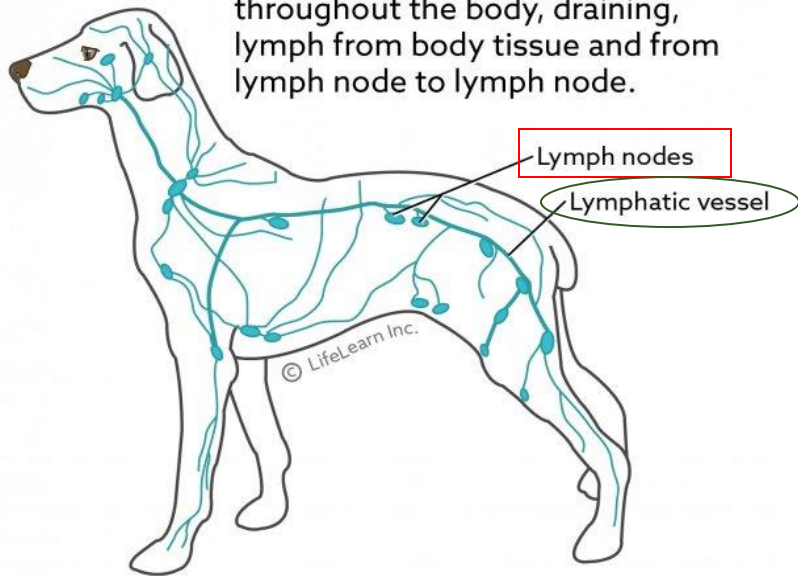 throughout the body, draining,
lymph from body tissue and from
lymph node to lymph node.
Lymph nodes
Lymphatic vessel
© LifeLearn Inc.